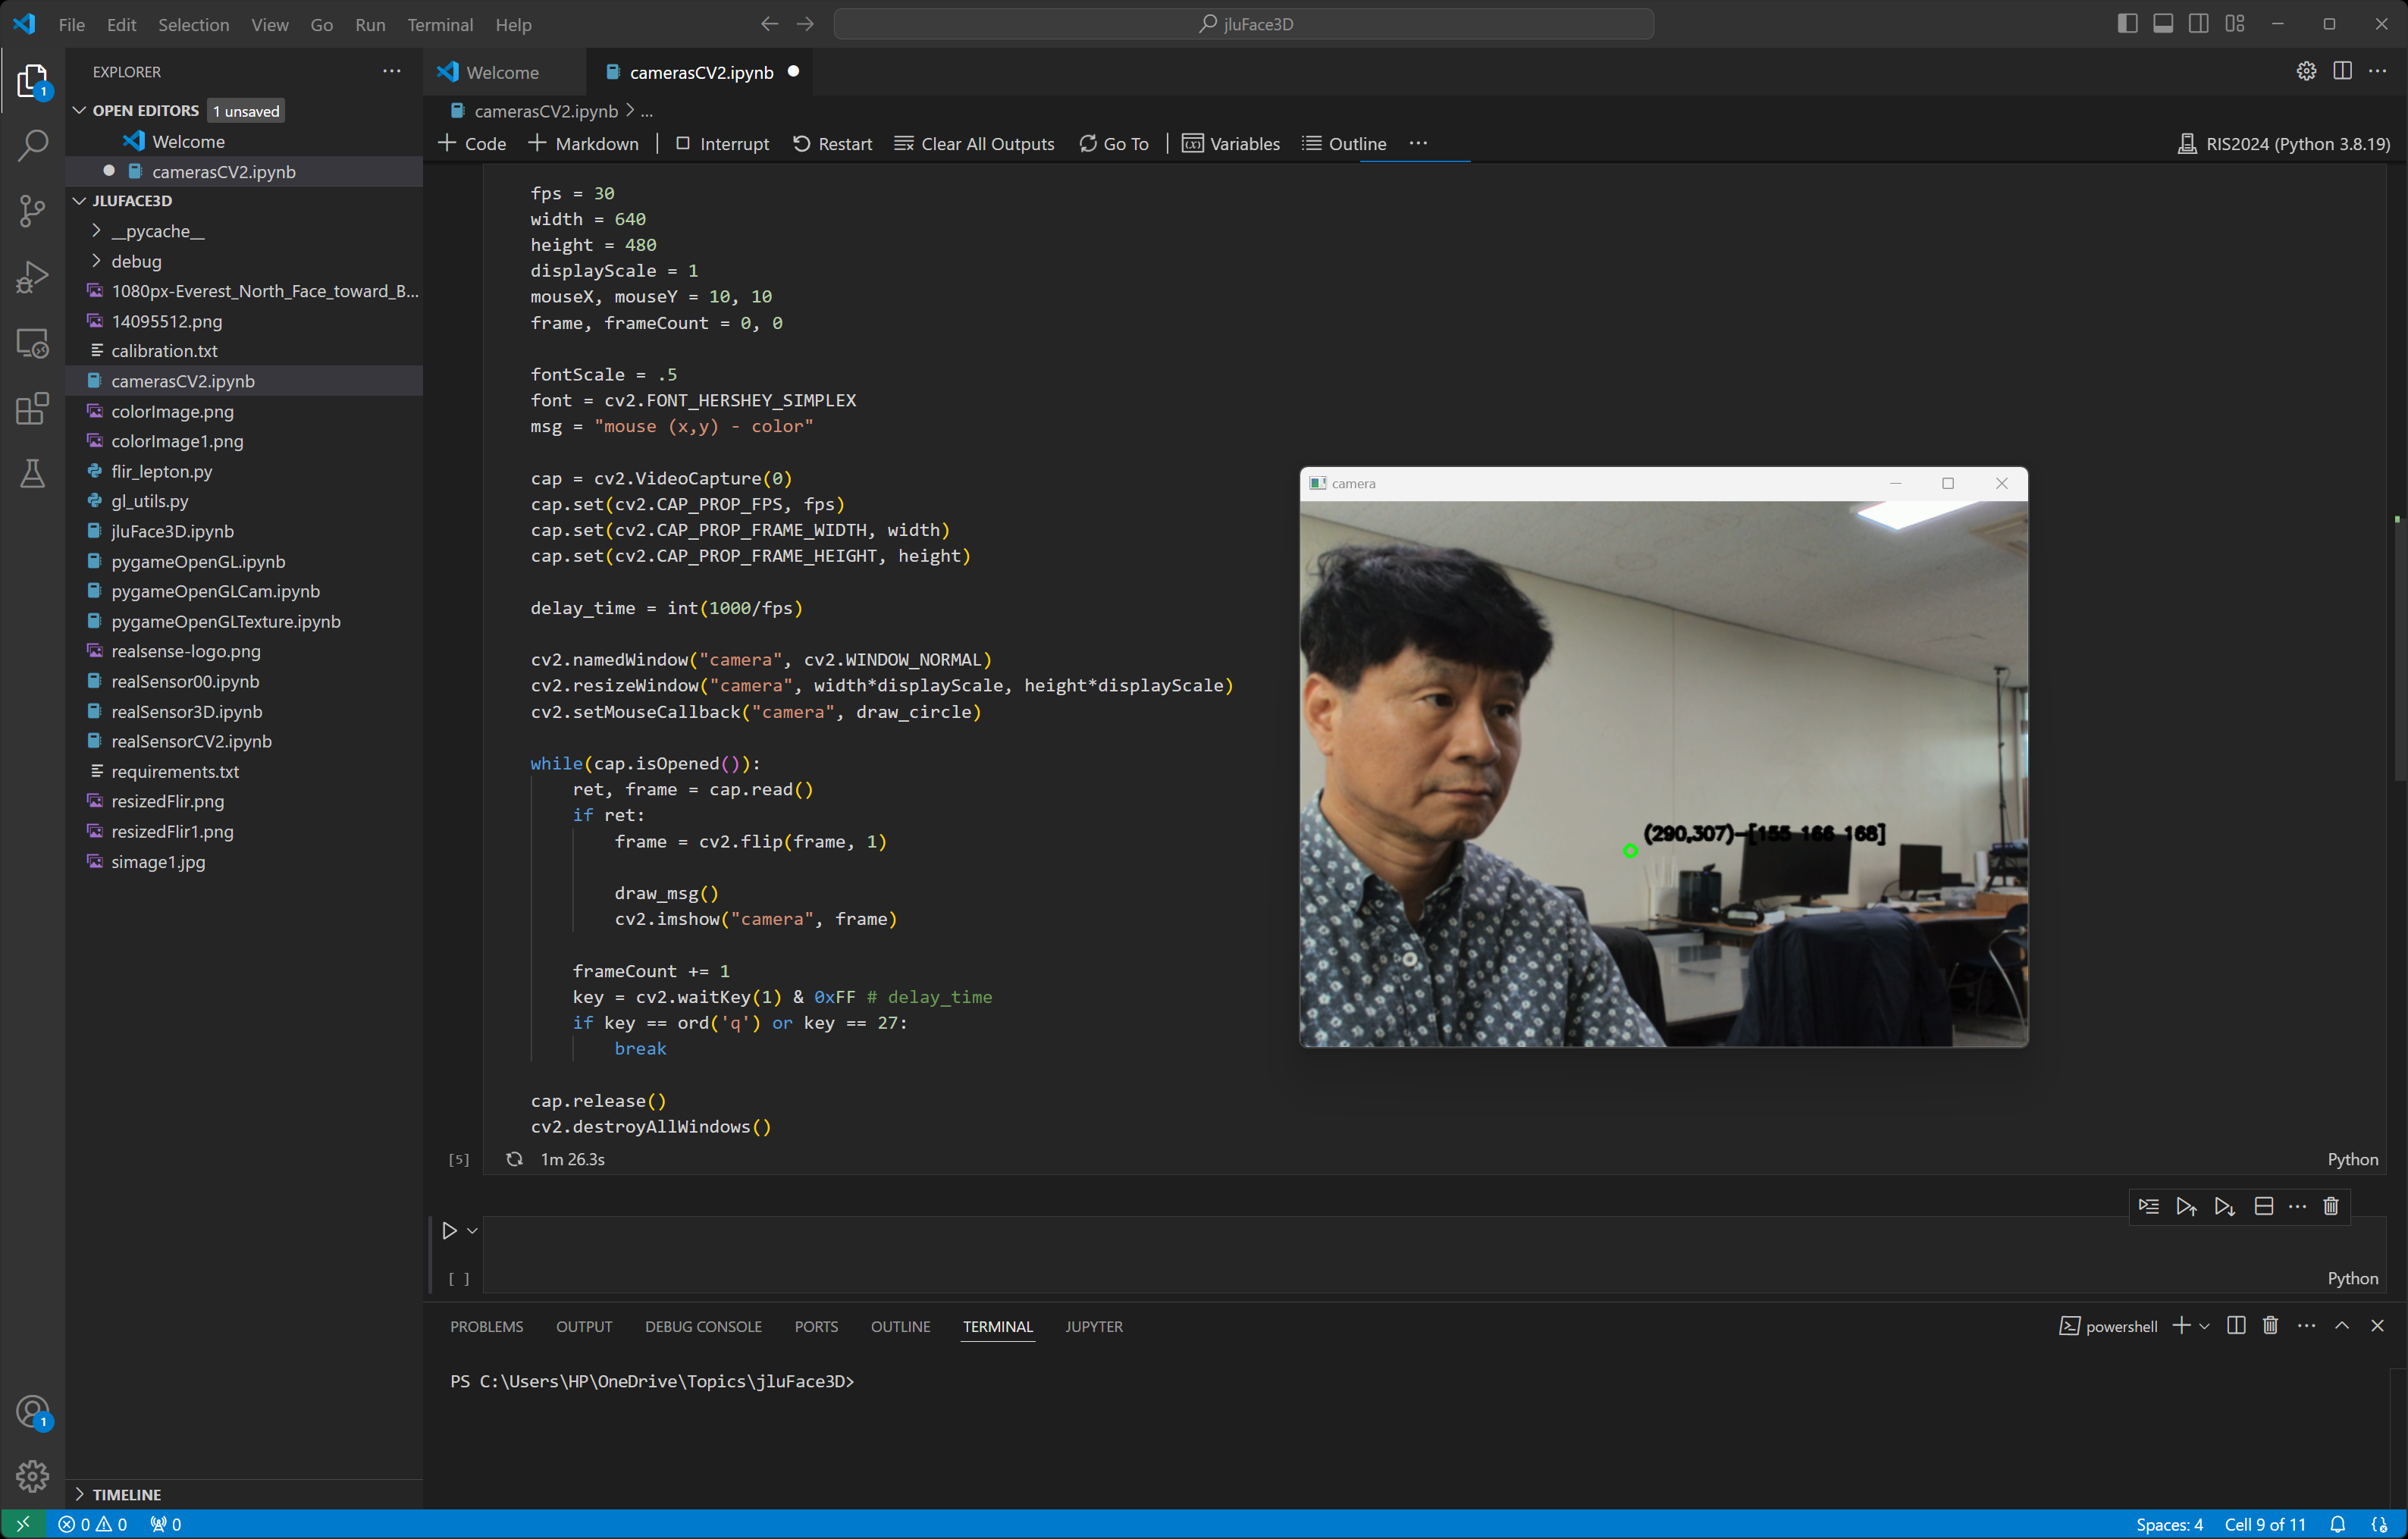 File Edit Selection View Go Run Terminal Help
jluFace3D
EXPLORER
OPEN EDITORS 1 unsaved
Welcome
camerasCV2.ipynb
JLUFACE3D
__pycache__
debug
1080px-Everest_North_Face_toward_B...
14095512.png
calibration.txt
camerasCV2.ipynb
colorImage.png
colorImage1.png
flir_lepton.py
gl_utils.py
jluFace3D.ipynb
pygameOpenGL.ipynb
pygameOpenGLCam.ipynb
pygameOpenGLTexture.ipynb
realsense-logo.png
realSensor00.ipynb
realSensor3D.ipynb
realSensorCV2.ipynb
requirements.txt
resizedFlir.png
resizedFlir1.png
simage1.jpg
TIMELINE
Welcome camerasCV2.ipynb
camerasCV2.ipynb > ...
+ Code + Markdown | Interrupt Restart Clear All Outputs Go To | Variables Outline ...
RIS2024 (Python 3.8.19)
fps = 30
width = 640
height = 480
displayScale = 1
mouseX, mouseY = 10, 10
frame, frameCount = 0, 0
fontScale = .5
font = cv2.FONT_HERSHEY_SIMPLEX
msg = "mouse (x,y) - color"
cap = cv2.VideoCapture(0)
cap.set(cv2.CAP_PROP_FPS, fps)
cap.set(cv2.CAP_PROP_FRAME_WIDTH, width)
cap.set(cv2.CAP_PROP_FRAME_HEIGHT, height)
delay_time = int(1000/fps)
cv2.namedWindow("camera", cv2.WINDOW_NORMAL)
cv2.resizeWindow("camera", width*displayScale, height*displayScale)
cv2.setMouseCallback("camera", draw_circle)
while(cap.isOpened()):
ret, frame = cap.read()
if ret:
frame = cv2.flip(frame, 1)
draw_msg()
cv2.imshow("camera", frame)
frameCount += 1
key = cv2.waitKey(1) & 0xFF # delay_time
if key == ord('q') or key == 27:
break
cap.release()
cv2.destroyAllWindows()
[5] 1m 26.3s
Python
camera
(290,307)-[155 166 168]
[ ]
Python
PROBLEMS OUTPUT DEBUG CONSOLE PORTS OUTLINE TERMINAL JUPYTER
powershell
PS C:\Users\HP\OneDrive\Topics\jluFace3D>
1
1
0 0 0
Spaces: 4 Cell 9 of 11